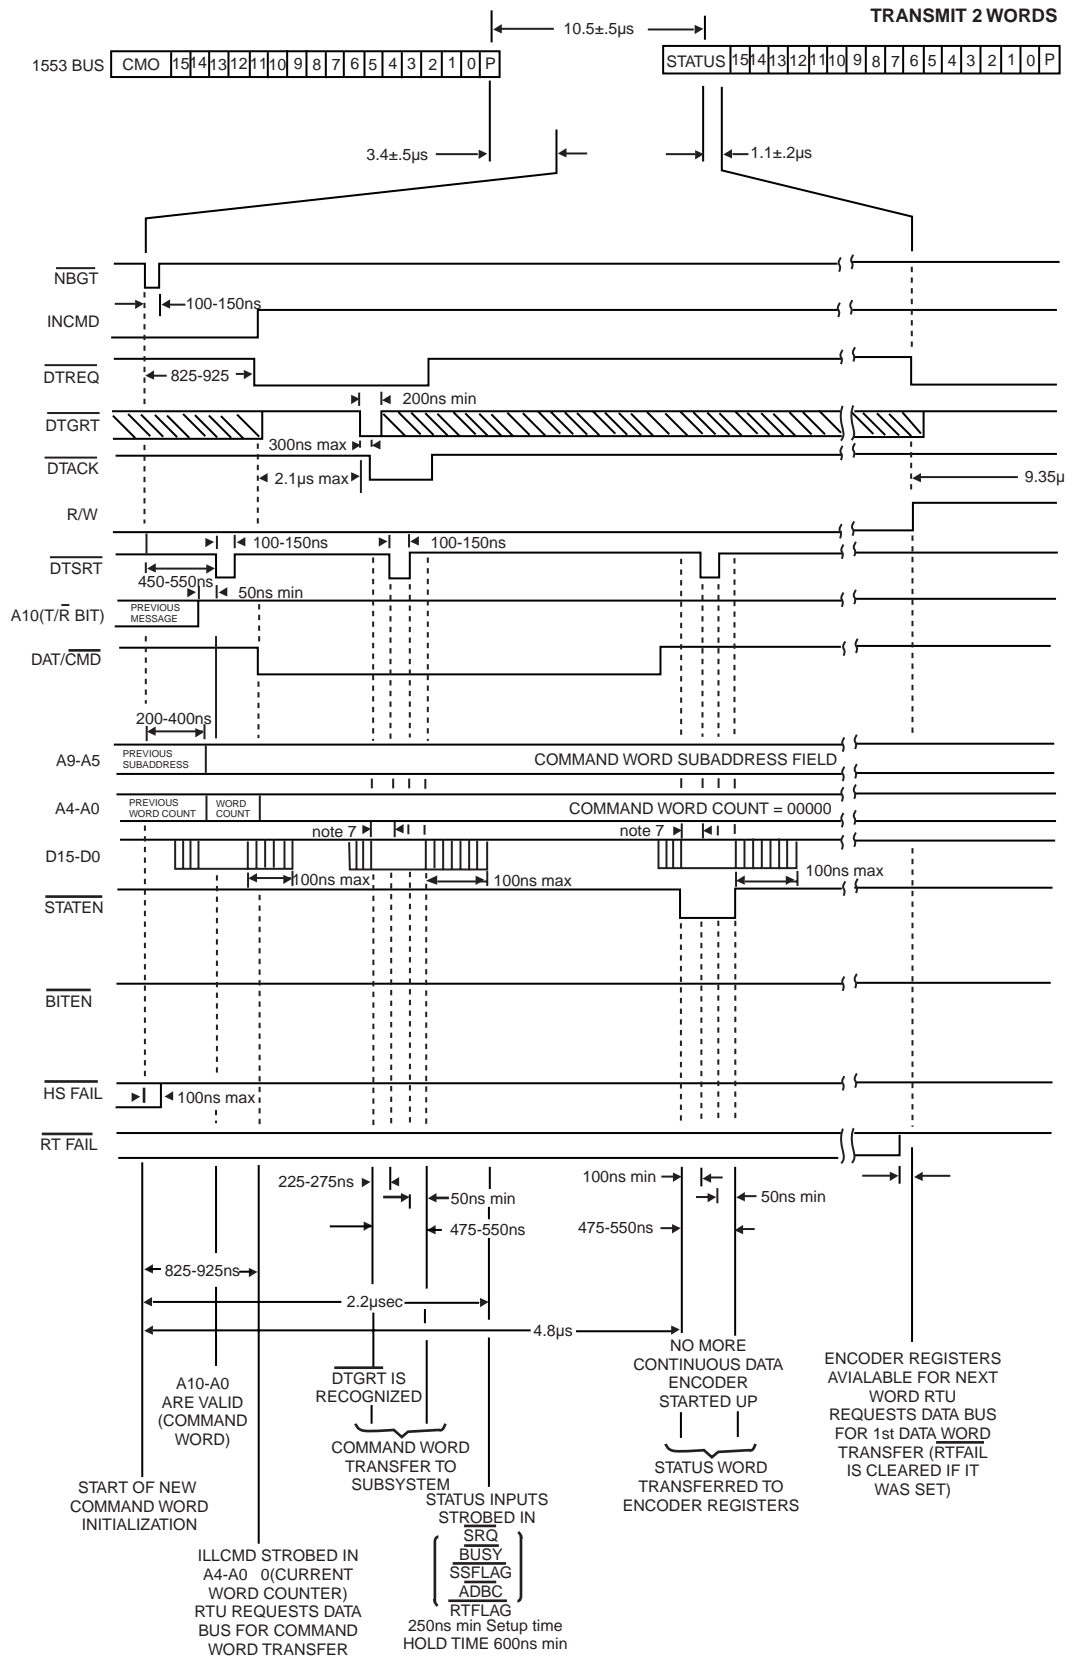 TRANSMIT 2 WORDS
10.5±.5µs
1553 BUS CMO 15 14 13 12 11 10 9 8 7 6 5 4 3 2 1 0 P
STATUS 15 14 13 12 11 10 9 8 7 6 5 4 3 2 1 0 P
3.4±.5µs
1.1±.2µs
NBGT
100-150ns
INCMD
DTREQ
825-925
200ns min
DTGRT
300ns max
DTACK
2.1µs max
9.35µ
R/W
100-150ns
100-150ns
DTSRT
450-550ns
50ns min
A10(T/R BIT)
PREVIOUS
MESSAGE
DAT/CMD
200-400ns
A9-A5
PREVIOUS
SUBADDRESS
COMMAND WORD SUBADDRESS FIELD
A4-A0
PREVIOUS
WORD COUNT
WORD
COUNT
COMMAND WORD COUNT = 00000
note 7
note 7
D15-D0
100ns max
100ns max
100ns max
STATEN
BITEN
HS FAIL
100ns max
RT FAIL
225-275ns
50ns min
475-550ns
100ns min
50ns min
475-550ns
825-925ns
2.2µsec
4.8µs
A10-A0
ARE VALID
(COMMAND
WORD)
DTGRT IS
RECOGNIZED
NO MORE
CONTINUOUS DATA
ENCODER
STARTED UP
ENCODER REGISTERS
AVIALABLE FOR NEXT
WORD RTU
REQUESTS DATA BUS
FOR 1st DATA WORD
TRANSFER (RTFAIL
IS CLEARED IF IT
WAS SET)
COMMAND WORD
TRANSFER TO
SUBSYSTEM
STATUS WORD
TRANSFERRED TO
ENCODER REGISTERS
START OF NEW
COMMAND WORD
INITIALIZATION
STATUS INPUTS
STROBED IN
SRQ
BUSY
SSFLAG
ADBC
RTFLAG
250ns min Setup time
HOLD TIME 600ns min
ILLCMD STROBED IN
A4-A0 0(CURRENT
WORD COUNTER)
RTU REQUESTS DATA
BUS FOR COMMAND
WORD TRANSFER